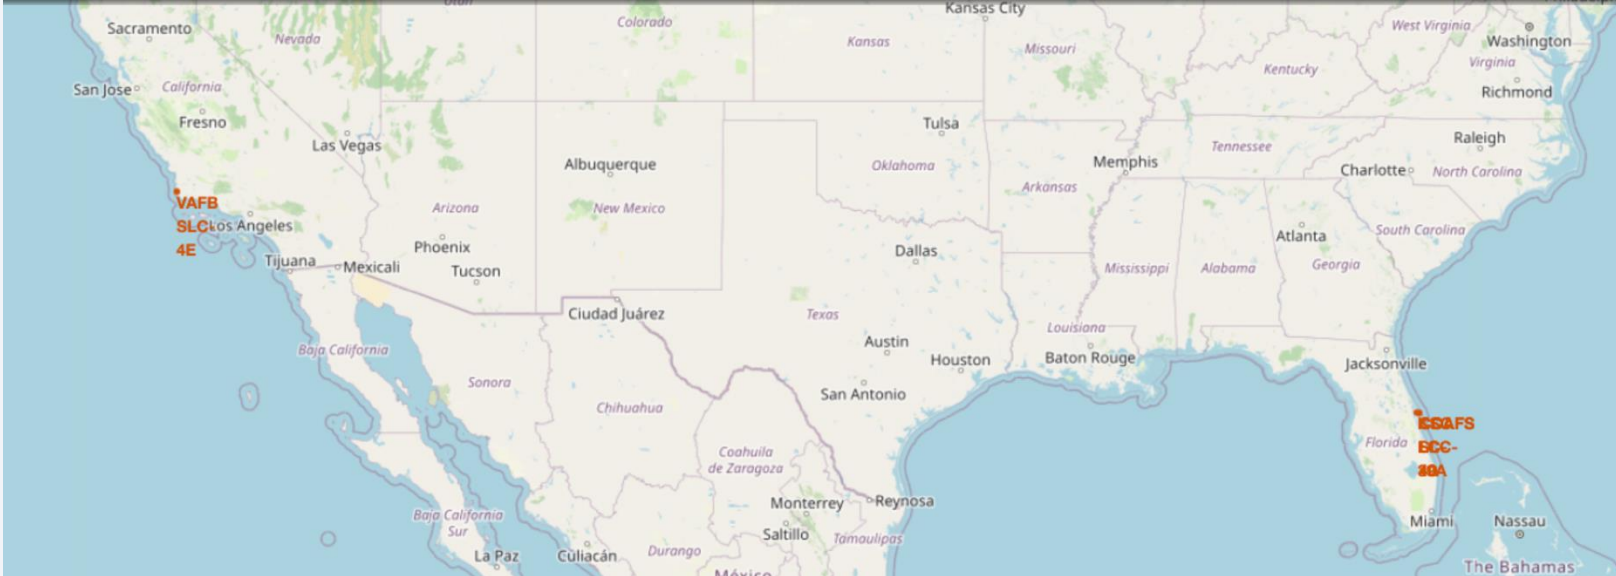 Utah
Colorado
Kansas City
Sacramento
Nevada
Kansas
Missouri
West Virginia
Washington
Virginia
Kentucky
San Jose
California
Richmond
Fresno
Las Vegas
Tulsa
Raleigh
Albuquerque
Oklahoma
Memphis
Tennessee
Charlotte
North Carolina
Arkansas
VAFB
SLC-
4E
Los Angeles
Arizona
New Mexico
South Carolina
Phoenix
Dallas
Atlanta
Tijuana
Mexicali
Tucson
Mississippi
Alabama
Georgia
Ciudad Juárez
Texas
Louisiana
Baja California
Austin
Houston
Baton Rouge
Jacksonville
Sonora
San Antonio
Chihuahua
Florida
Coahuila
de Zaragoza
Monterrey
Reynosa
Baja California
Sur
Saltillo
Tamaulipas
Miami
Nassau
La Paz
Culiacán
Durango
México
The Bahamas